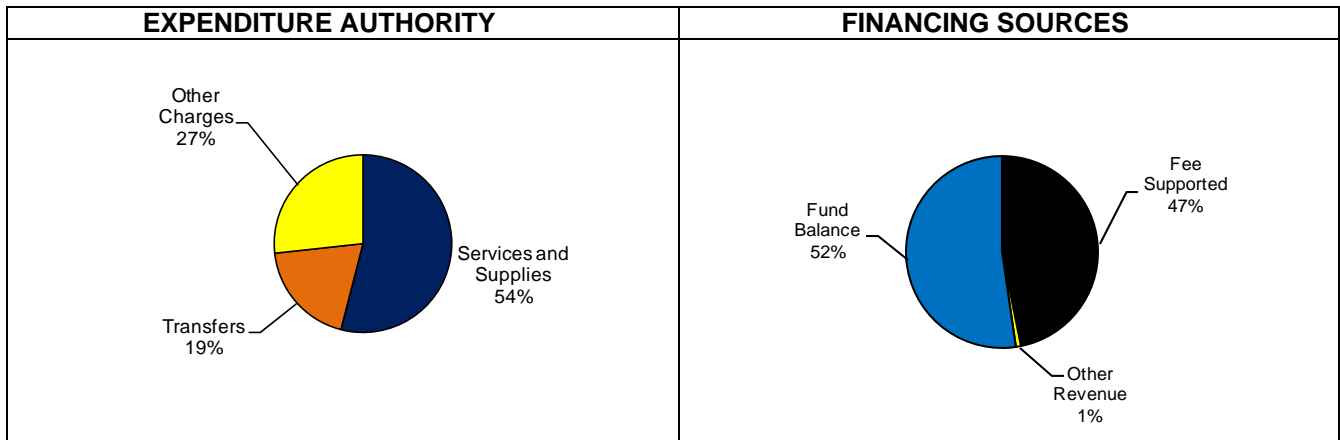 EXPENDITURE AUTHORITY
Other
Charges
27%
Services and
Supplies
54%
Transfers
19%
FINANCING SOURCES
Fee
Supported
47%
Fund
Balance
52%
Other
Revenue
1%